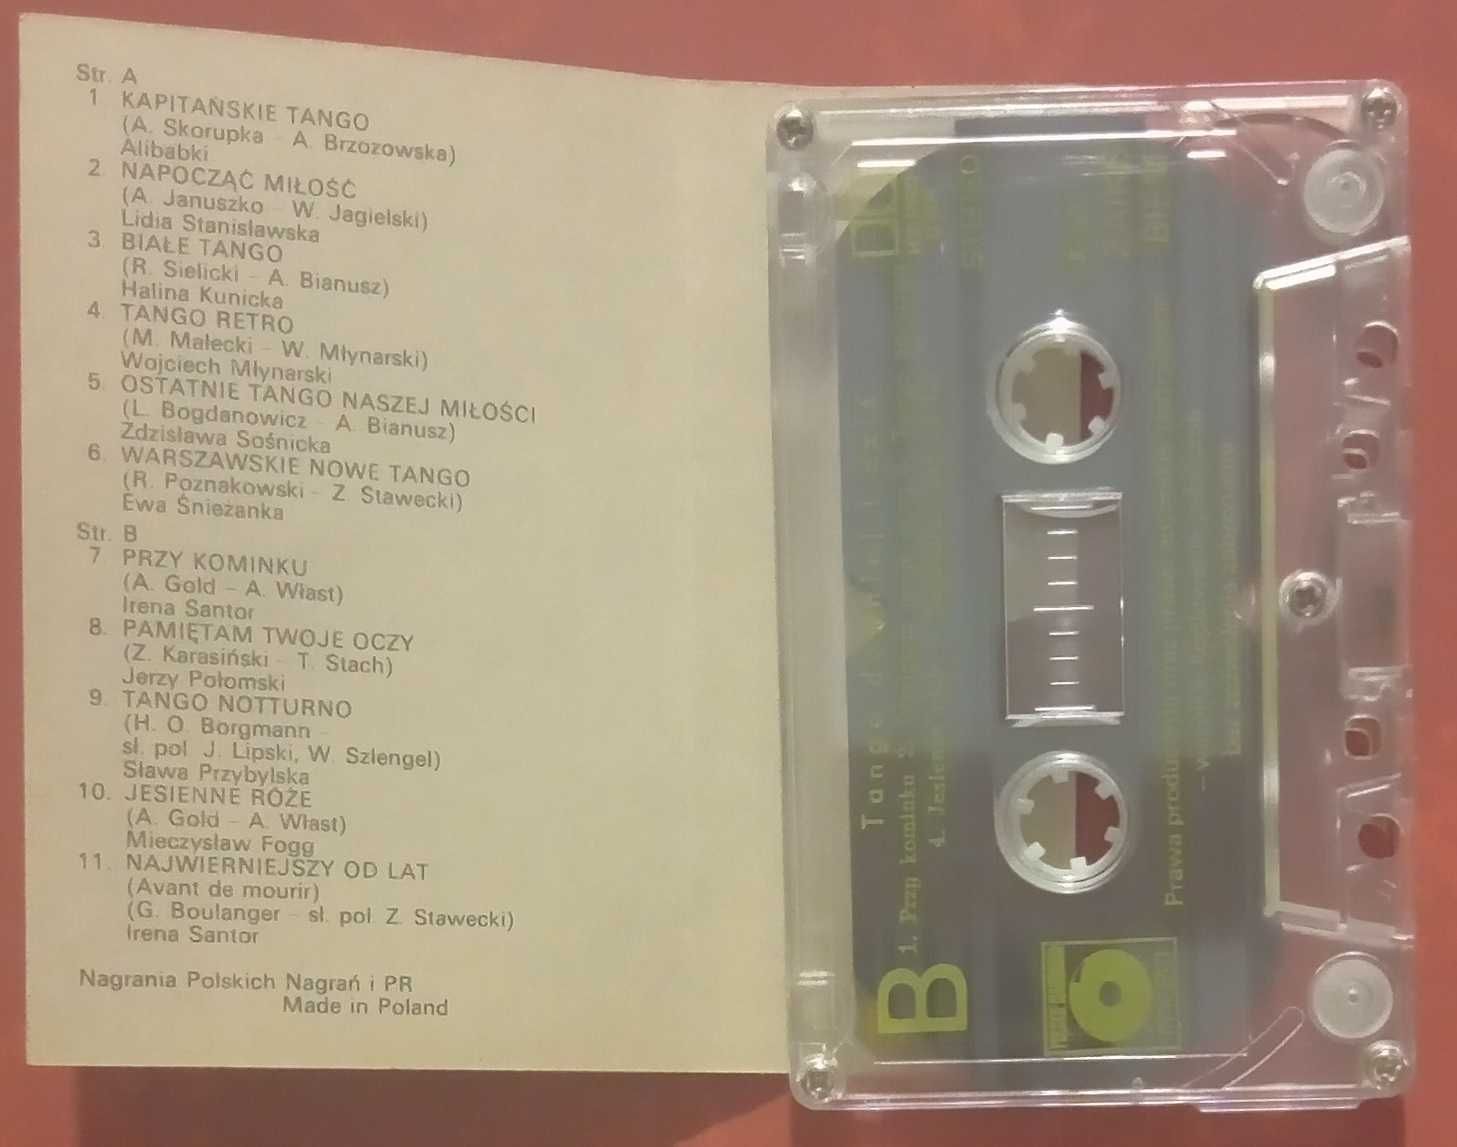 Str. A
1 KAPITAŃSKIE TANGO
(A. Skorupka – A. Brzozowska)
Alibabki
2. NAPOCZĄĆ MIŁOŚĆ
(A. Januszko – W. Jagielski)
Lidia Stanisławska
3 BIAŁE TANGO
(R. Sielicki – A. Bianusz)
Halina Kunicka
4. TANGO RETRO
(M. Małecki – W. Młynarski)
Wojciech Młynarski
5 OSTATNIE TANGO NASZEJ MIŁOŚCI
(L. Bogdanowicz – A. Bianusz)
Zdzisława Sośnicka
6. WARSZAWSKIE NOWE TANGO
(R. Poznakowski – Z. Stawecki)
Ewa Śnieżanka
Str. B
7 PRZY KOMINKU
(A. Gold – A. Włast)
Irena Santor
8. PAMIĘTAM TWOJE OCZY
(Z. Karasiński – T. Stach)
Jerzy Połomski
9. TANGO NOTTURNO
(H. O. Borgmann –
sł. pol. J. Lipski, W. Szlengel)
Sława Przybylska
10. JESIENNE RÓŻE
(A. Gold – A. Włast)
Mieczysław Fogg
11. NAJWIERNIEJSZY OD LAT
(Avant de mourir)
(G. Boulanger – sł. pol. Z. Stawecki)
Irena Santor
Nagrania Polskich Nagrań i PR
Made in Poland
B
Tango
1. Przy kominku 2.
4. Jesienne
Prawa producenta